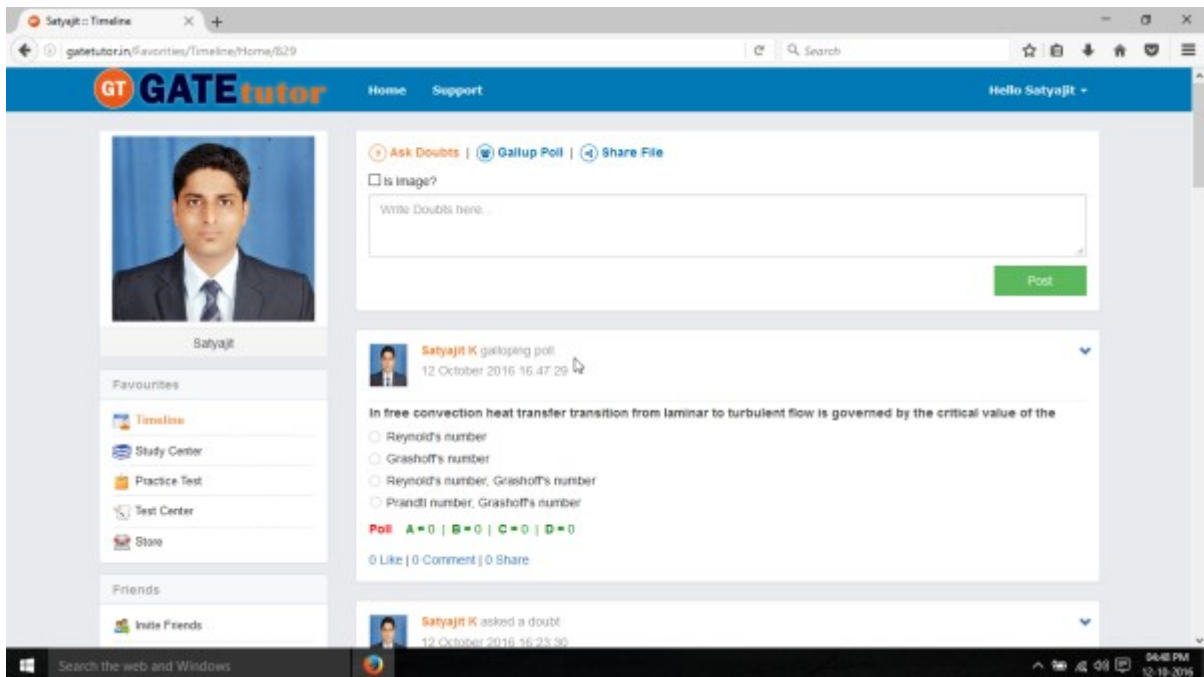 Satyajit :: Timeline
gatetutor.in/Favorities/Timeline/Home/829
Search
GT GATEtutor
Home Support
Hello Satyajit
Ask Doubts | Gallup Poll | Share File
Is Image?
Write Doubts here...
Post
Satyajit
Favourites
Timeline
Study Center
Practice Test
Test Center
Store
Friends
Invite Friends
Satyajit K galloping poll
12 October 2016 16:47:29
In free convection heat transfer transition from laminar to turbulent flow is governed by the critical value of the
Reynold's number
Grashoff's number
Reynold's number, Grashoff's number
Prandtl number, Grashoff's number
Poll A = 0 | B = 0 | C = 0 | D = 0
0 Like | 0 Comment | 0 Share
Satyajit K asked a doubt
12 October 2016 16:23:30
Search the web and Windows
04:48 PM
12-10-2016